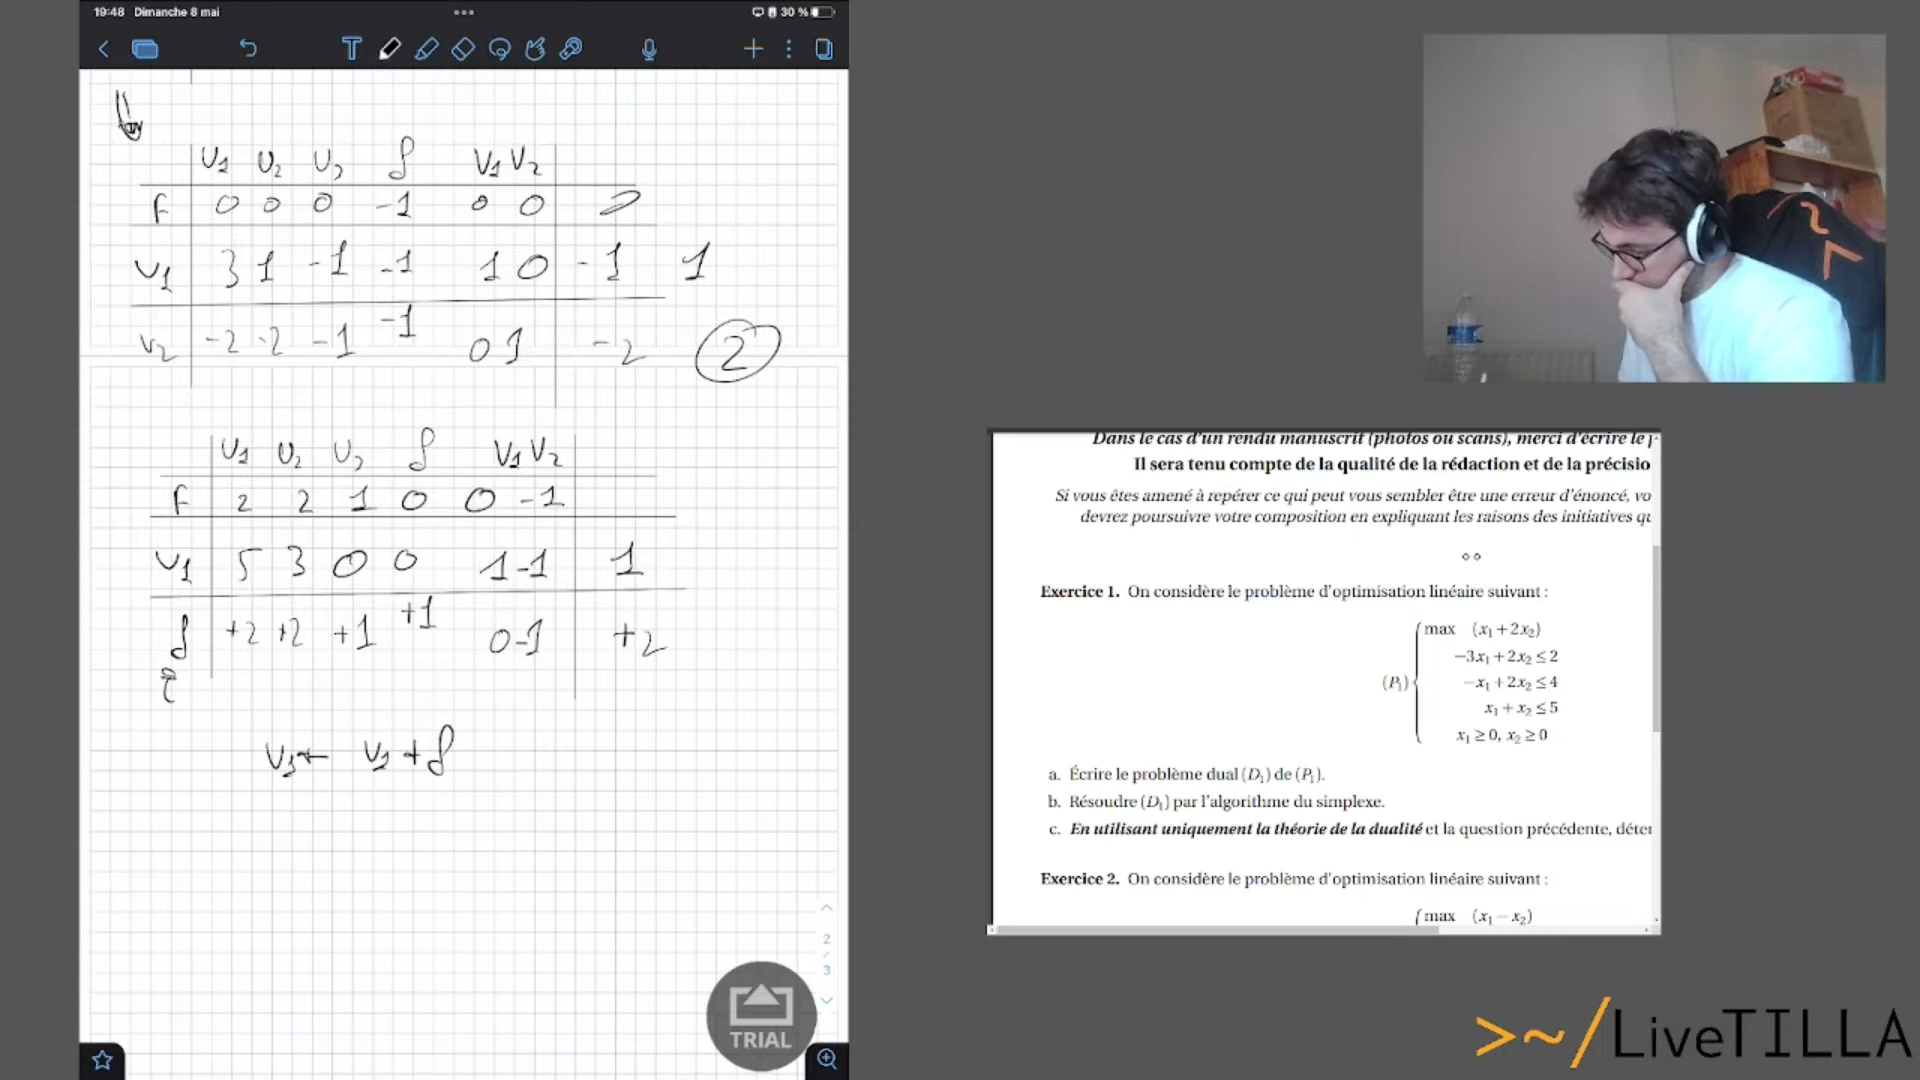 19:48 Dimanche 8 mai
30 %
U1 U2 U3 δ V1 V2
F 0 0 0 -1 0 0 0
V1 3 1 -1 -1 1 0 -1 1
V2 -2 -2 -1 -1 0 1 -2 2
U1 U2 U3 δ V1 V2
F 2 2 1 0 0 -1
V1 5 3 0 0 1 -1 1
δ +2 +2 +1 +1 0 -1 +2
V1 ← V1 + δ
2
3
TRIAL
Dans le cas d'un rendu manuscrit (photos ou scans), merci d'écrire le
Il sera tenu compte de la qualité de la rédaction et de la précisio
Si vous êtes amené à repérer ce qui peut vous sembler être une erreur d'énoncé, vo
devrez poursuivre votre composition en expliquant les raisons des initiatives qu
Exercice 1. On considère le problème d'optimisation linéaire suivant :
max (x₁+2x₂)
−3x₁+2x₂ ≤ 2
(P₁) −x₁+2x₂ ≤ 4
x₁+x₂ ≤ 5
x₁ ≥ 0, x₂ ≥ 0
a. Écrire le problème dual (D₁) de (P₁).
b. Résoudre (D₁) par l'algorithme du simplexe.
c. En utilisant uniquement la théorie de la dualité et la question précédente, déter
Exercice 2. On considère le problème d'optimisation linéaire suivant :
max (x₁−x₂)
>~/LiveTILLA